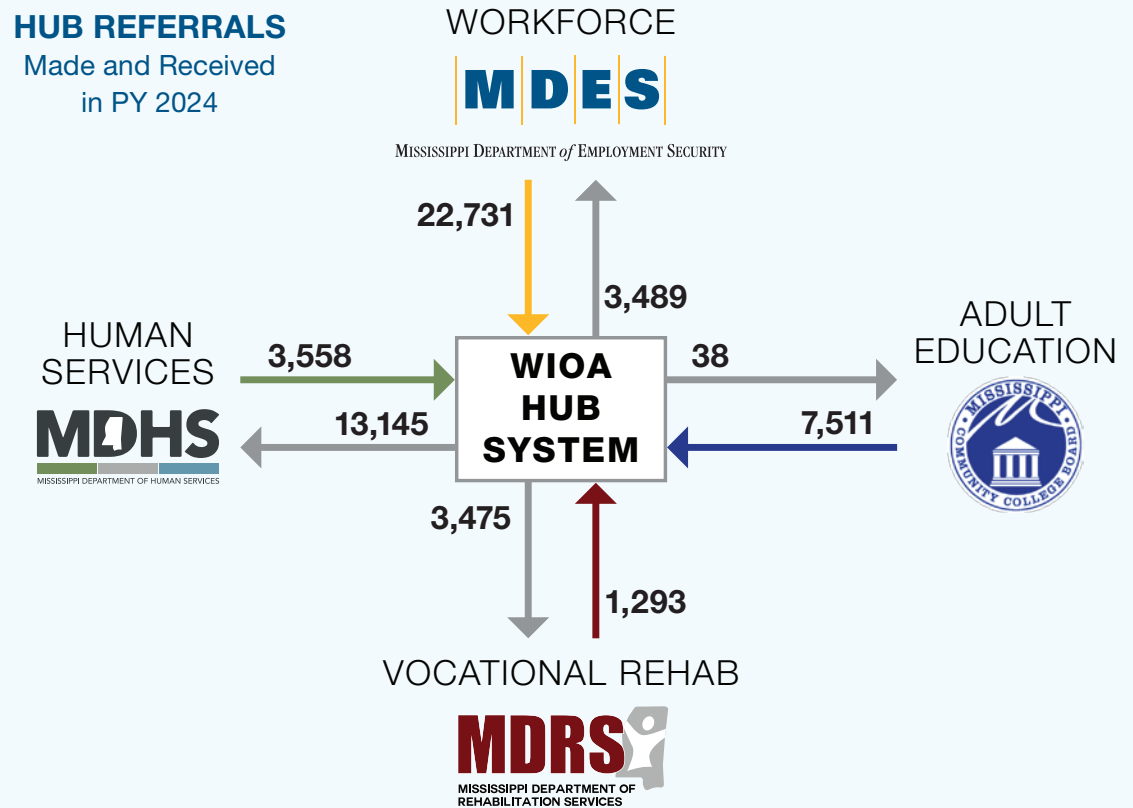 HUB REFERRALS
Made and Received
in PY 2024
WORKFORCE
MDES
MISSISSIPPI DEPARTMENT of EMPLOYMENT SECURITY
22,731
3,489
HUMAN
SERVICES
MDHS
MISSISSIPPI DEPARTMENT OF HUMAN SERVICES
3,558
13,145
WIOA
HUB
SYSTEM
38
7,511
ADULT
EDUCATION
MISSISSIPPI
COMMUNITY COLLEGE BOARD
3,475
1,293
VOCATIONAL REHAB
MDRS
MISSISSIPPI DEPARTMENT OF
REHABILITATION SERVICES